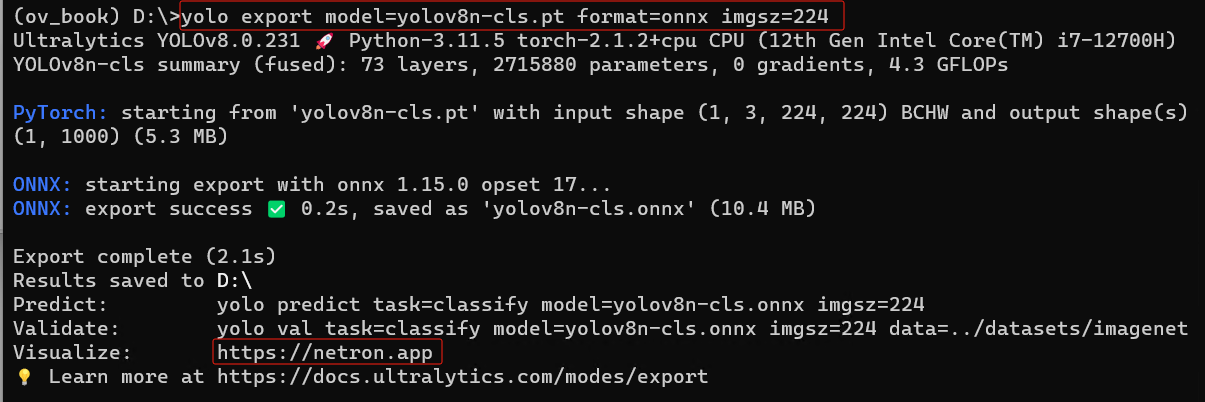 (ov_book) D:\>yolo export model=yolov8n-cls.pt format=onnx imgsz=224
Ultralytics YOLOv8.0.231 🚀 Python-3.11.5 torch-2.1.2+cpu CPU (12th Gen Intel Core(TM) i7-12700H)
YOLOv8n-cls summary (fused): 73 layers, 2715880 parameters, 0 gradients, 4.3 GFLOPs
PyTorch: starting from 'yolov8n-cls.pt' with input shape (1, 3, 224, 224) BCHW and output shape(s)
(1, 1000) (5.3 MB)
ONNX: starting export with onnx 1.15.0 opset 17...
ONNX: export success ✅ 0.2s, saved as 'yolov8n-cls.onnx' (10.4 MB)
Export complete (2.1s)
Results saved to D:\
Predict: yolo predict task=classify model=yolov8n-cls.onnx imgsz=224
Validate: yolo val task=classify model=yolov8n-cls.onnx imgsz=224 data=../datasets/imagenet
Visualize: https://netron.app
💡 Learn more at https://docs.ultralytics.com/modes/export